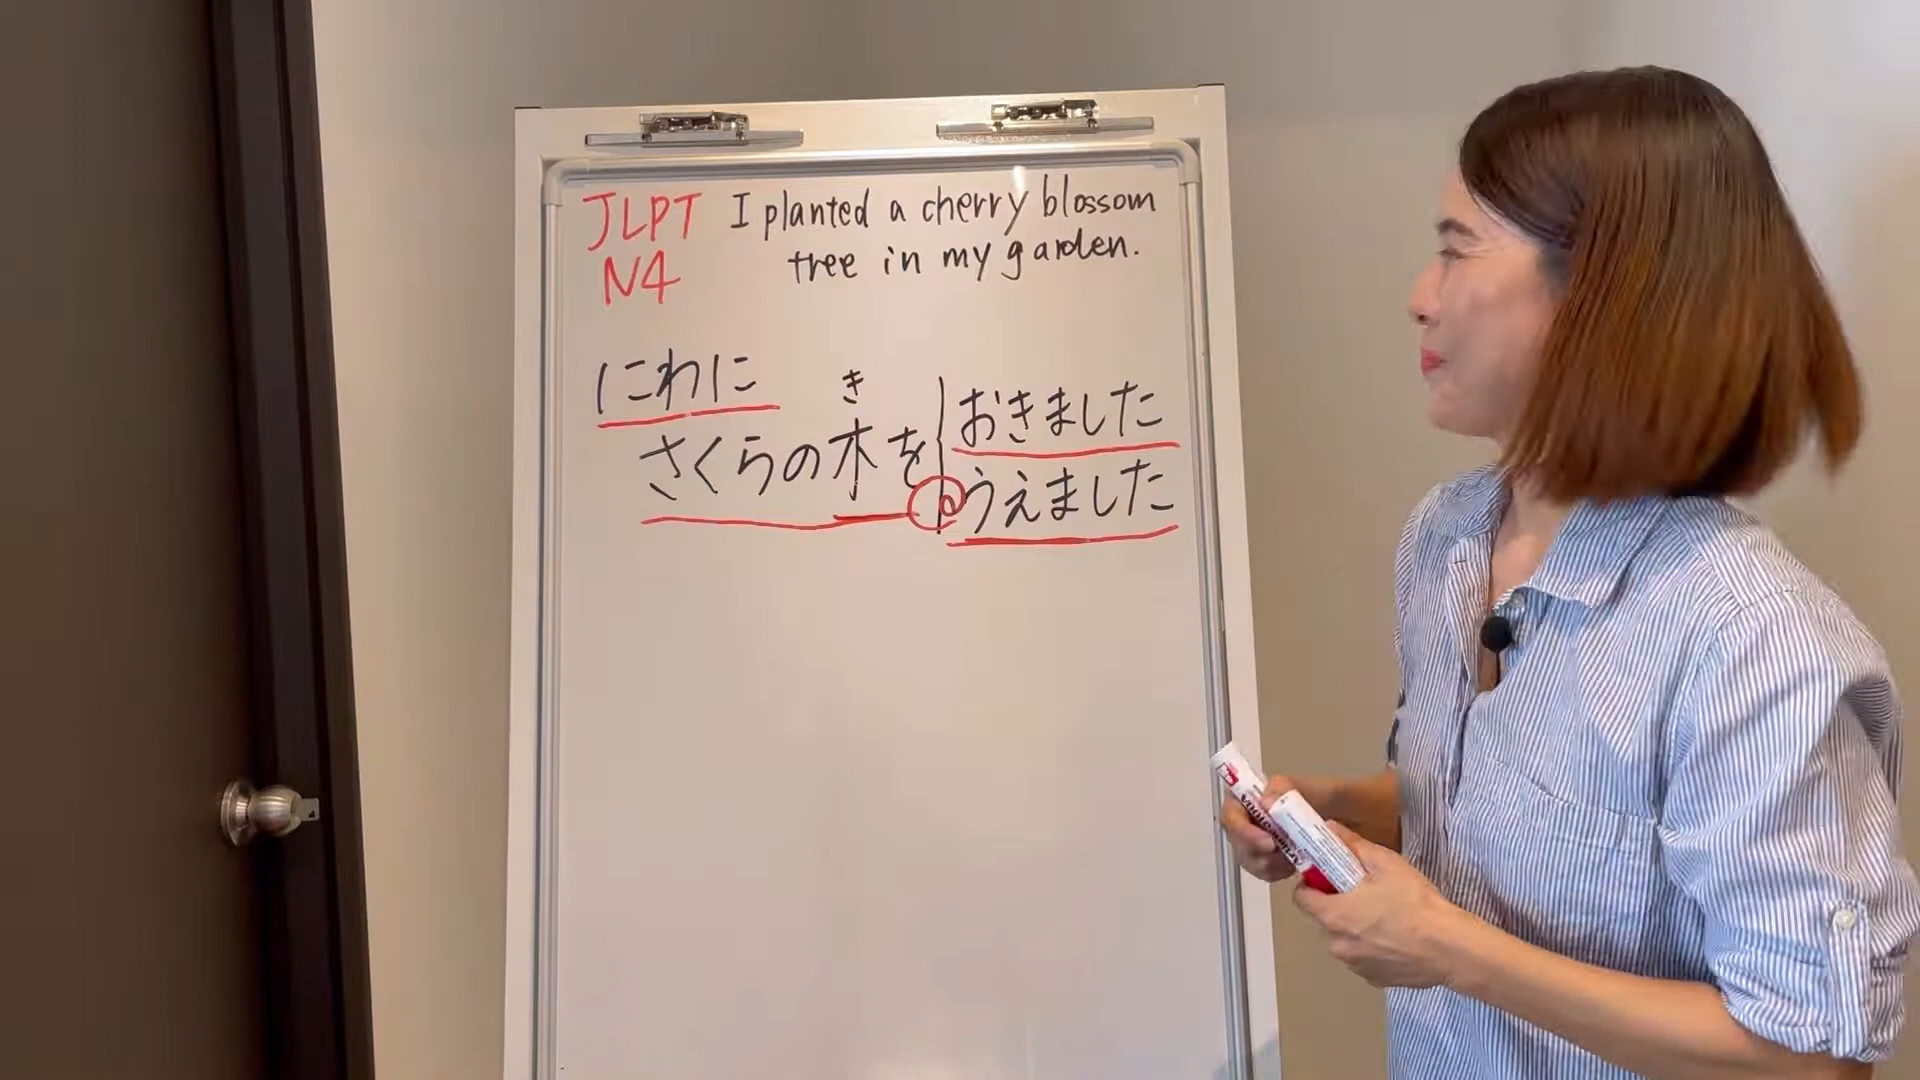 JLPT
N4
I planted a cherry blossom
tree in my garden.
にわに
き
さくらの木を
おきました
うえました